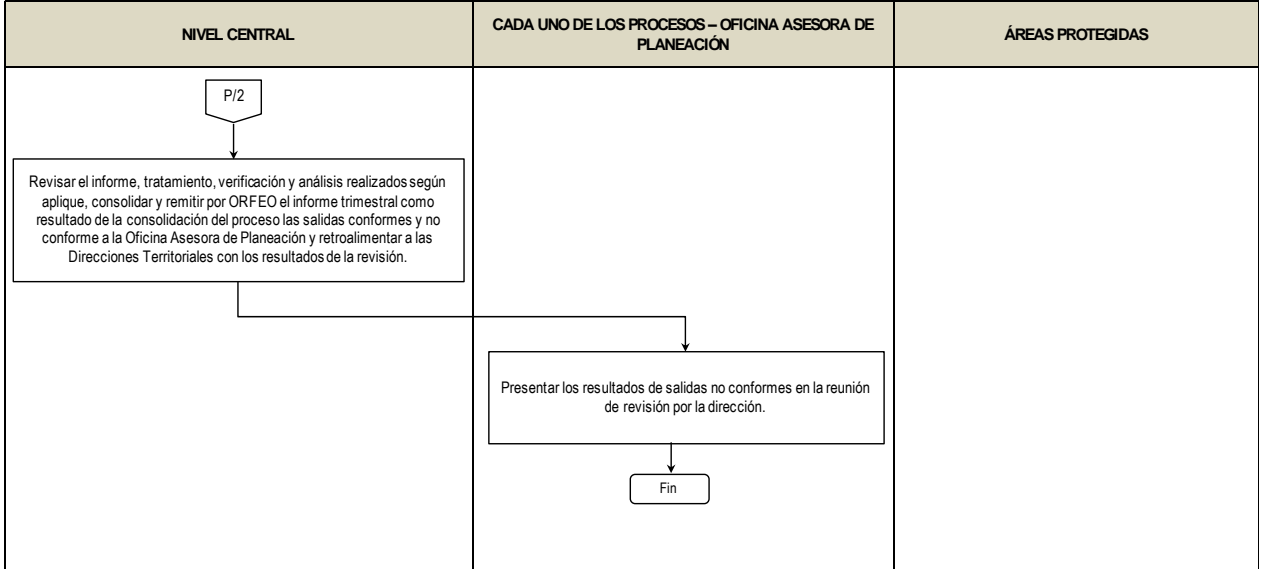 NIVEL CENTRAL
CADA UNO DE LOS PROCESOS – OFICINA ASESORA DE
PLANEACIÓN
ÁREAS PROTEGIDAS
P/2
Revisar el informe, tratamiento, verificación y análisis realizados según
aplique, consolidar y remitir por ORFEO el informe trimestral como
resultado de la consolidación del proceso las salidas conformes y no
conforme a la Oficina Asesora de Planeación y retroalimentar a las
Direcciones Territoriales con los resultados de la revisión.
Presentar los resultados de salidas no conformes en la reunión
de revisión por la dirección.
Fin